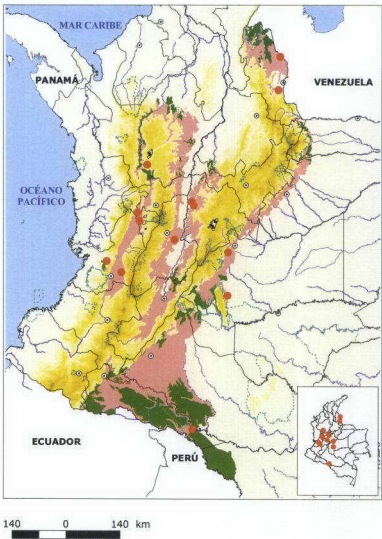 MAR CARIBE
PANAMÁ
VENEZUELA
OCÉANO
PACÍFICO
ECUADOR
PERÚ
140 0 140 km